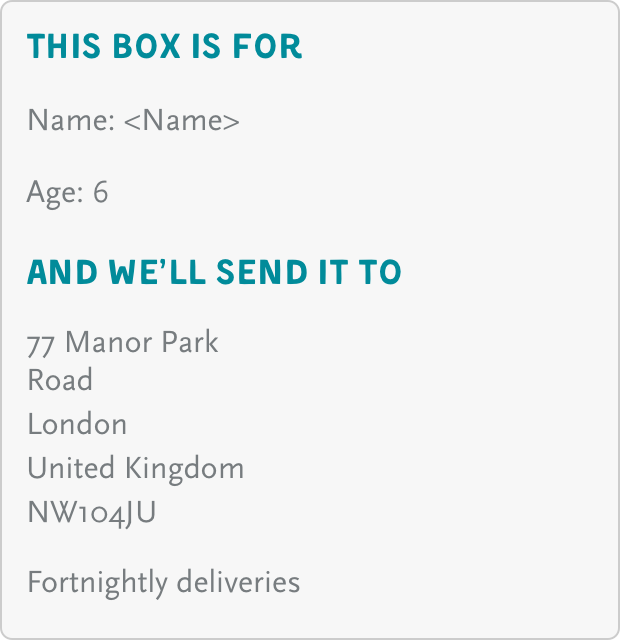 THIS BOX IS FOR
Name: <Name>
Age: 6
AND WE'LL SEND IT TO
77 Manor Park
Road
London
United Kingdom
NW104JU
Fortnightly deliveries